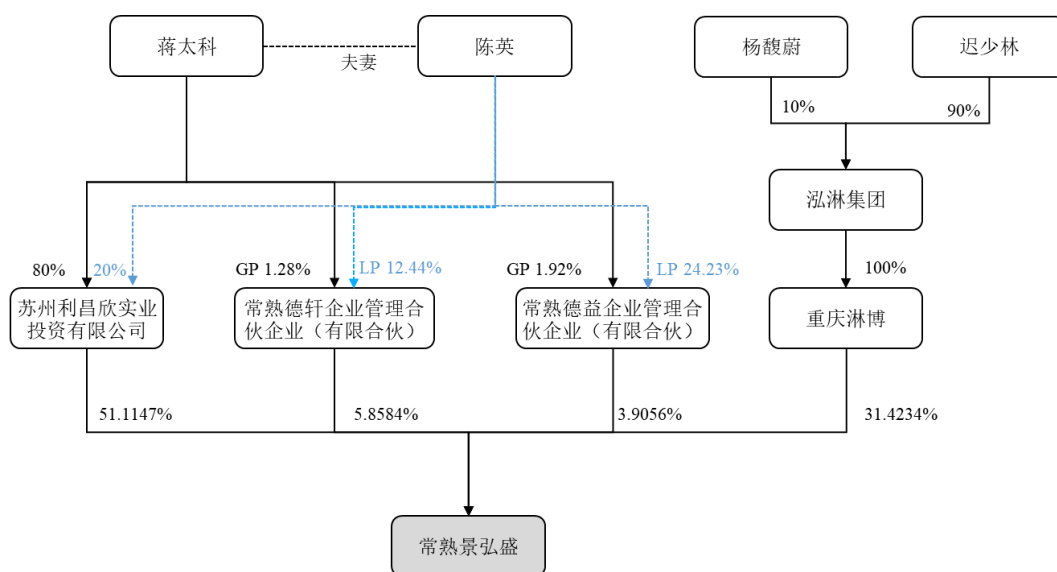 蒋太科
陈英
杨馥蔚
迟少林
夫妻
10%
90%
泓淋集团
80%
20%
GP 1.28%
LP 12.44%
GP 1.92%
LP 24.23%
100%
苏州利昌欣实业
投资有限公司
常熟德轩企业管理合
伙企业（有限合伙）
常熟德益企业管理合
伙企业（有限合伙）
重庆淋博
51.1147%
5.8584%
3.9056%
31.4234%
常熟景弘盛